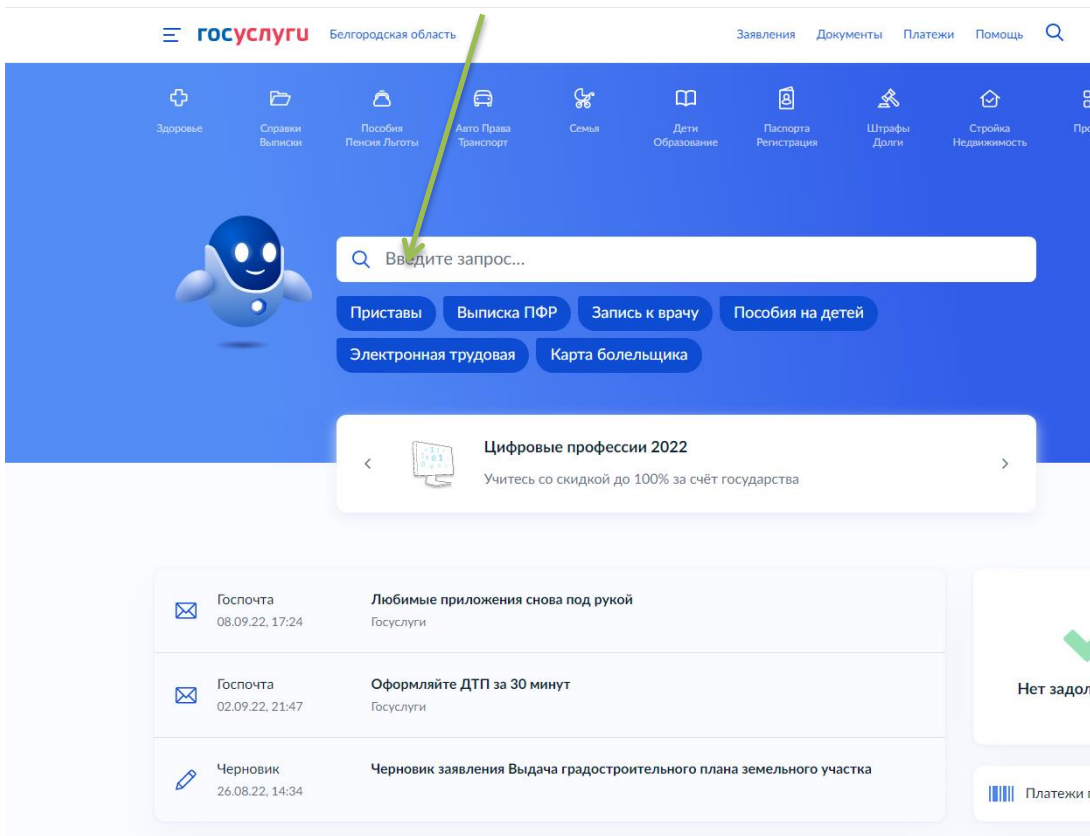 госуслуги Белгородская область Заявления Документы Платежи Помощь
Здоровье Справки Пособия Авто Права Семья Дети Паспорта Штрафы Стройка
Выписки Пенсия Льготы Транспорт Образование Регистрация Долги Недвижимость
Введите запрос...
Приставы Выписка ПФР Запись к врачу Пособия на детей
Электронная трудовая Карта болельщика
Цифровые профессии 2022
Учитесь со скидкой до 100% за счёт государства
Госпочта Любимые приложения снова под рукой
08.09.22, 17:24 Госуслуги
Госпочта Оформляйте ДТП за 30 минут
02.09.22, 21:47 Госуслуги
Нет
Черновик Черновик заявления Выдача градостроительного плана земельного участка
26.08.22, 14:34
Платежи